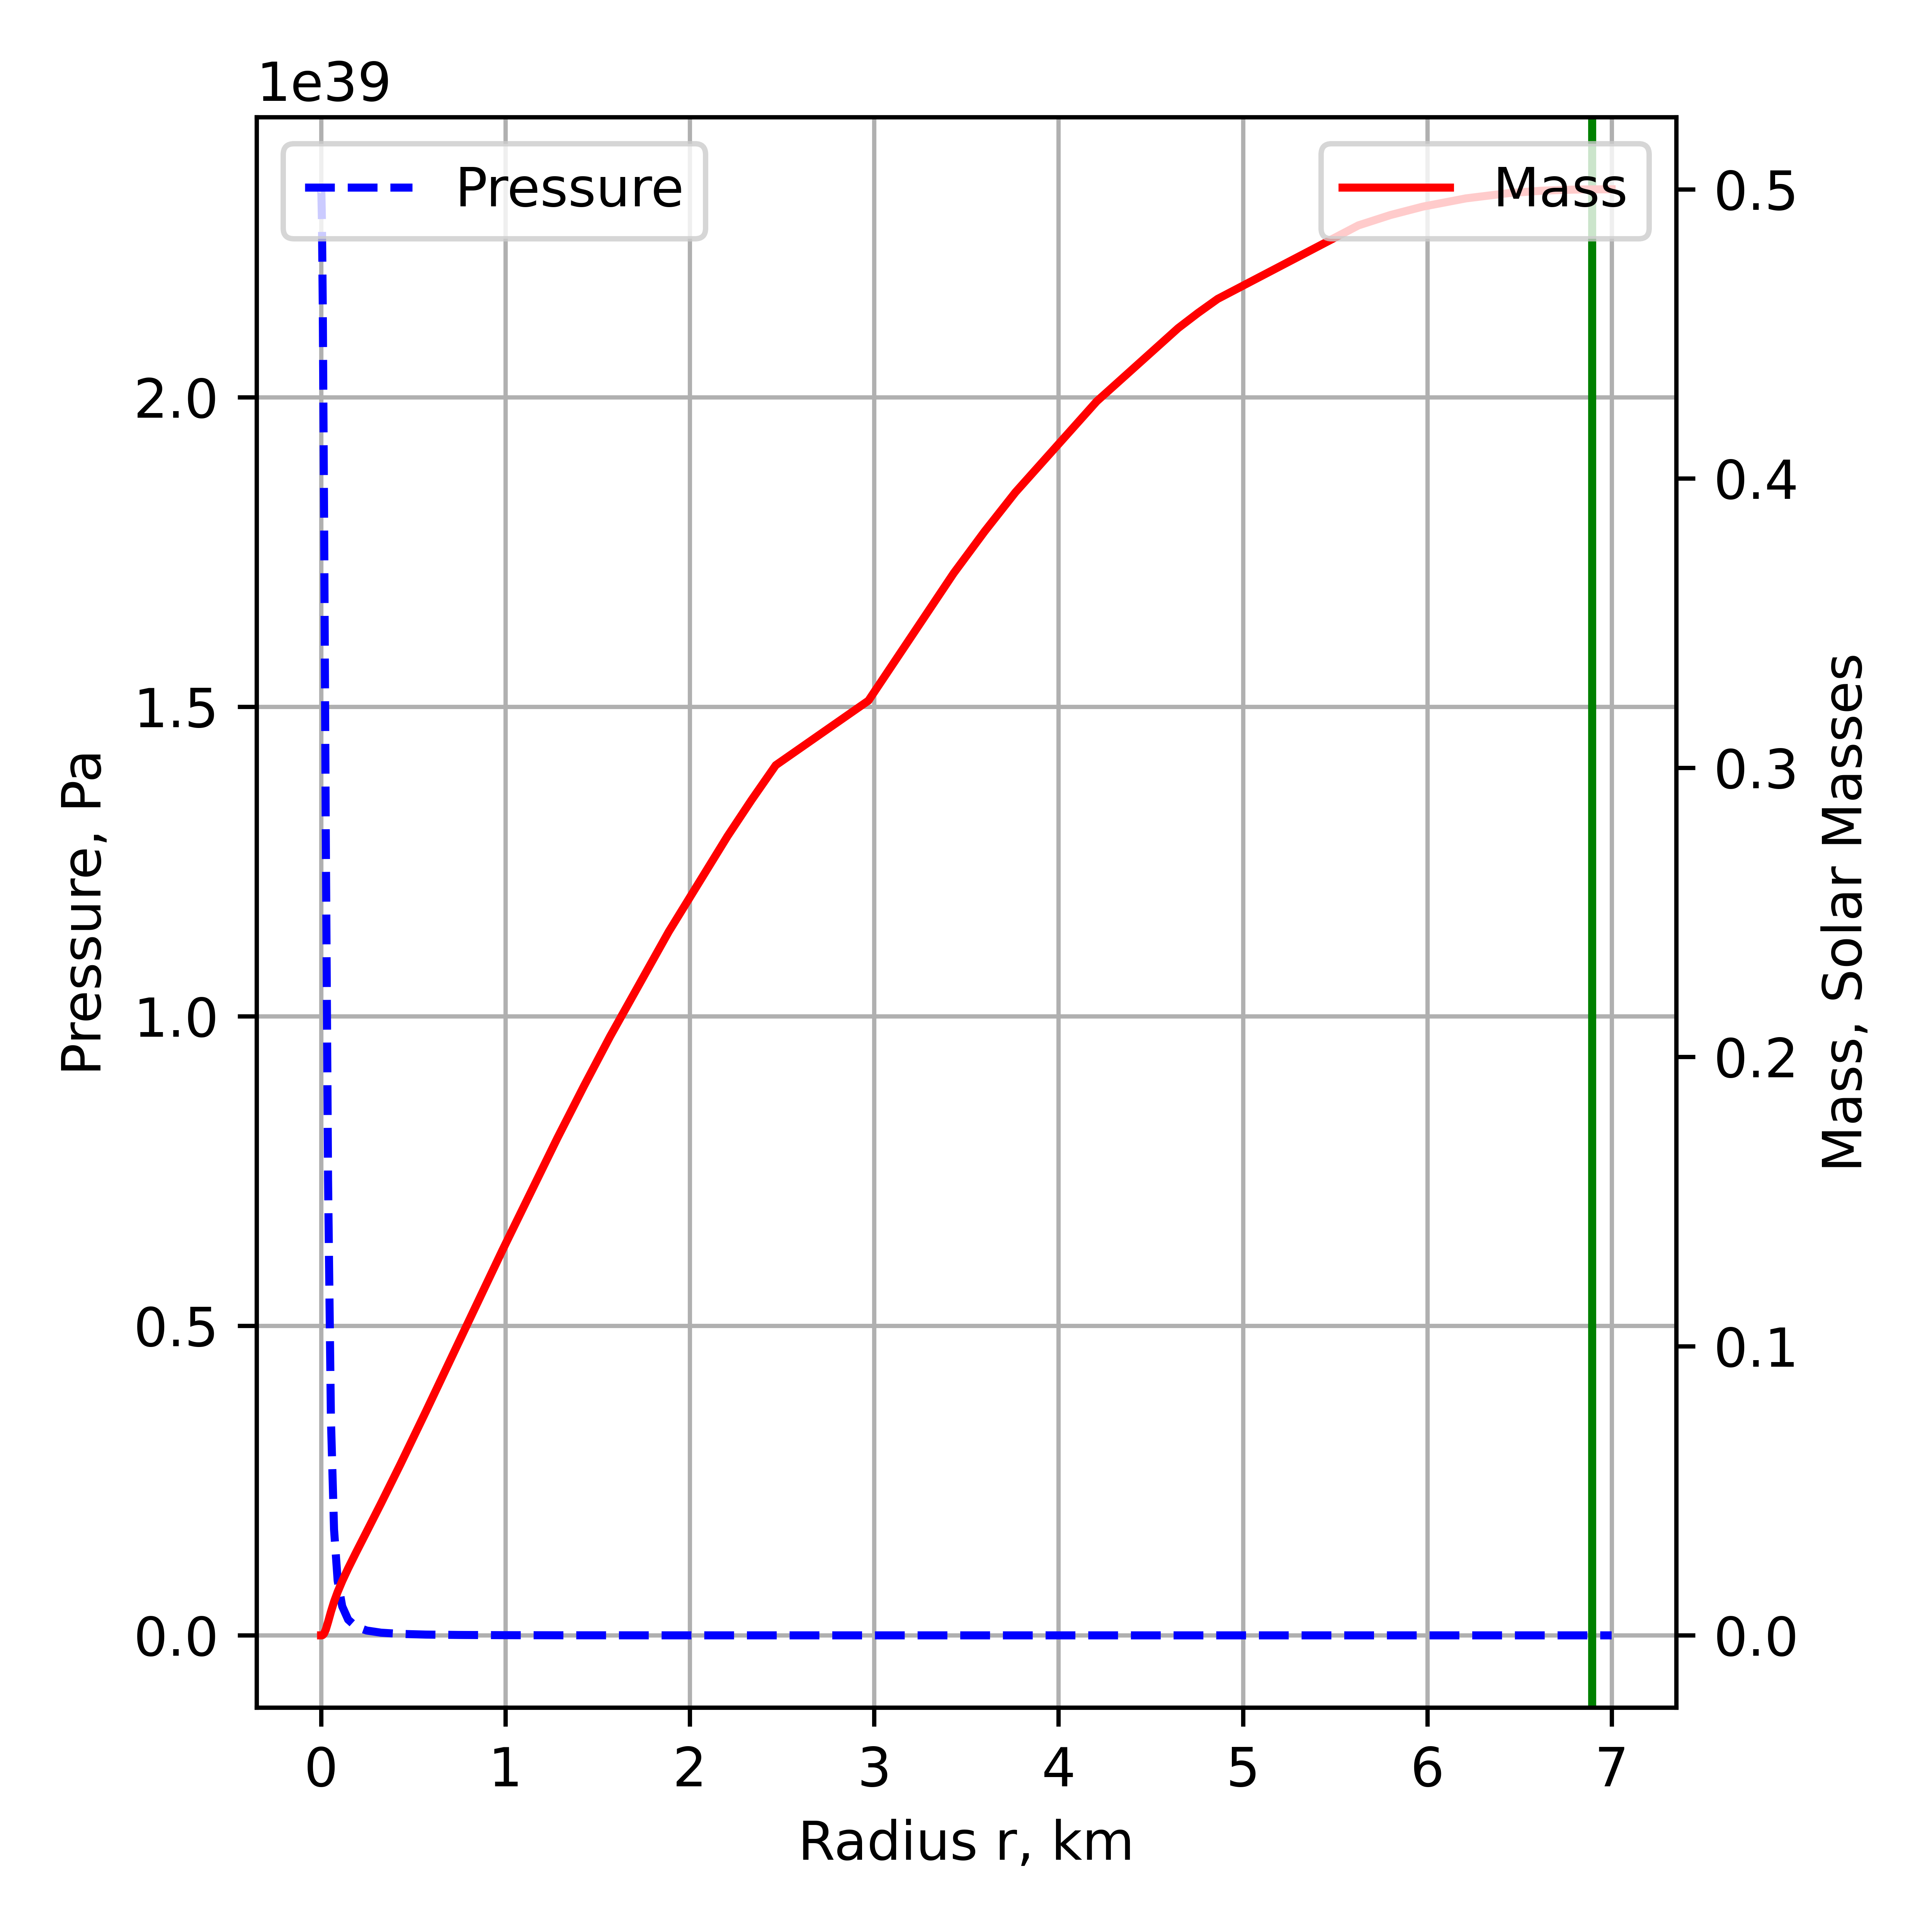 1e39
Pressure
Mass
2.0
1.5
1.0
0.5
0.0
Pressure, Pa
0.5
0.4
0.3
0.2
0.1
0.0
Mass, Solar Masses
0 1 2 3 4 5 6 7
Radius r, km